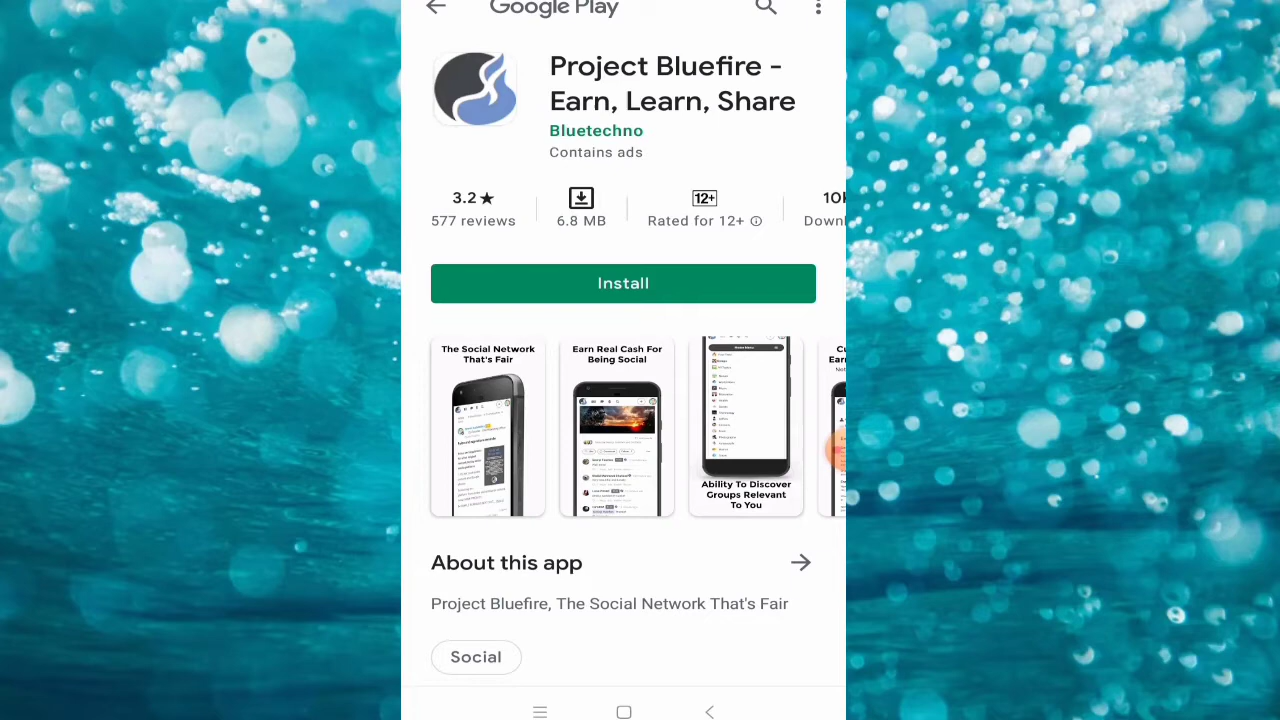 Google Play
Project Bluefire -
Earn, Learn, Share
Bluetechno
Contains ads
3.2★
577 reviews
6.8 MB
12+
Rated for 12+
Install
The Social Network
That's Fair
Earn Real Cash For
Being Social
Ability To Discover
Groups Relevant
To You
About this app
Project Bluefire, The Social Network That's Fair
Social